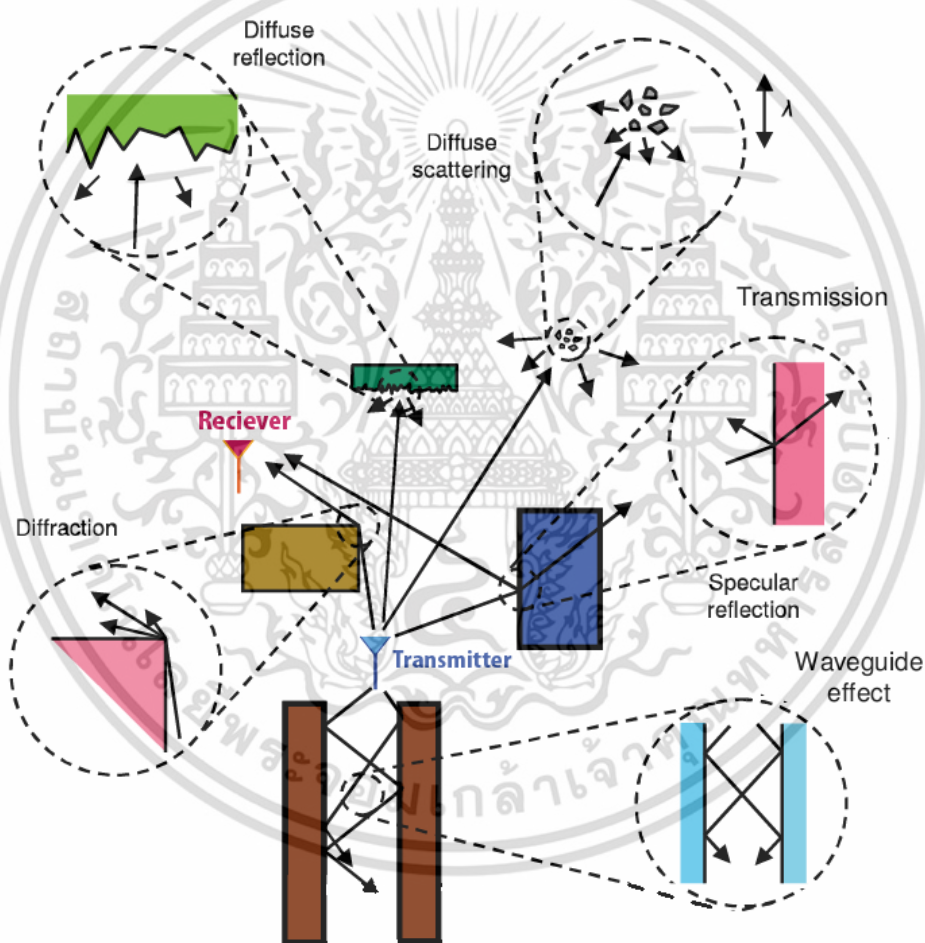 Diffuse
reflection
Diffuse
scattering
λ
Transmission
Reciever
Diffraction
Specular
reflection
Transmitter
Waveguide
effect